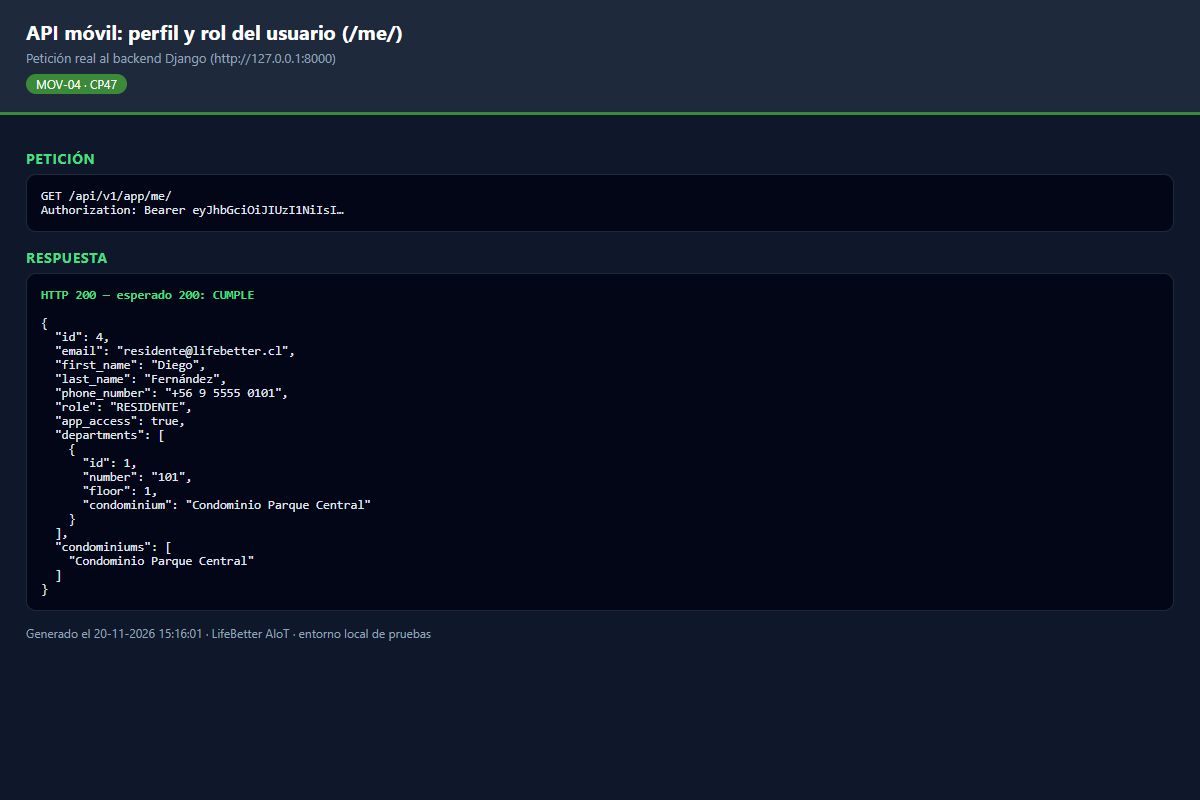 API móvil: perfil y rol del usuario (/me/)
Petición real al backend Django (http://127.0.0.1:8000)
MOV-04 · CP47
PETICIÓN
GET /api/v1/app/me/
Authorization: Bearer eyJhbGciOiJIUzI1NiIsI…
RESPUESTA
HTTP 200 — esperado 200: CUMPLE
{
  "id": 4,
  "email": "residente@lifebetter.cl",
  "first_name": "Diego",
  "last_name": "Fernández",
  "phone_number": "+56 9 5555 0101",
  "role": "RESIDENTE",
  "app_access": true,
  "departments": [
    {
      "id": 1,
      "number": "101",
      "floor": 1,
      "condominium": "Condominio Parque Central"
    }
  ],
  "condominiums": [
    "Condominio Parque Central"
  ]
}
Generado el 20-11-2026 15:16:01 · LifeBetter AIoT · entorno local de pruebas